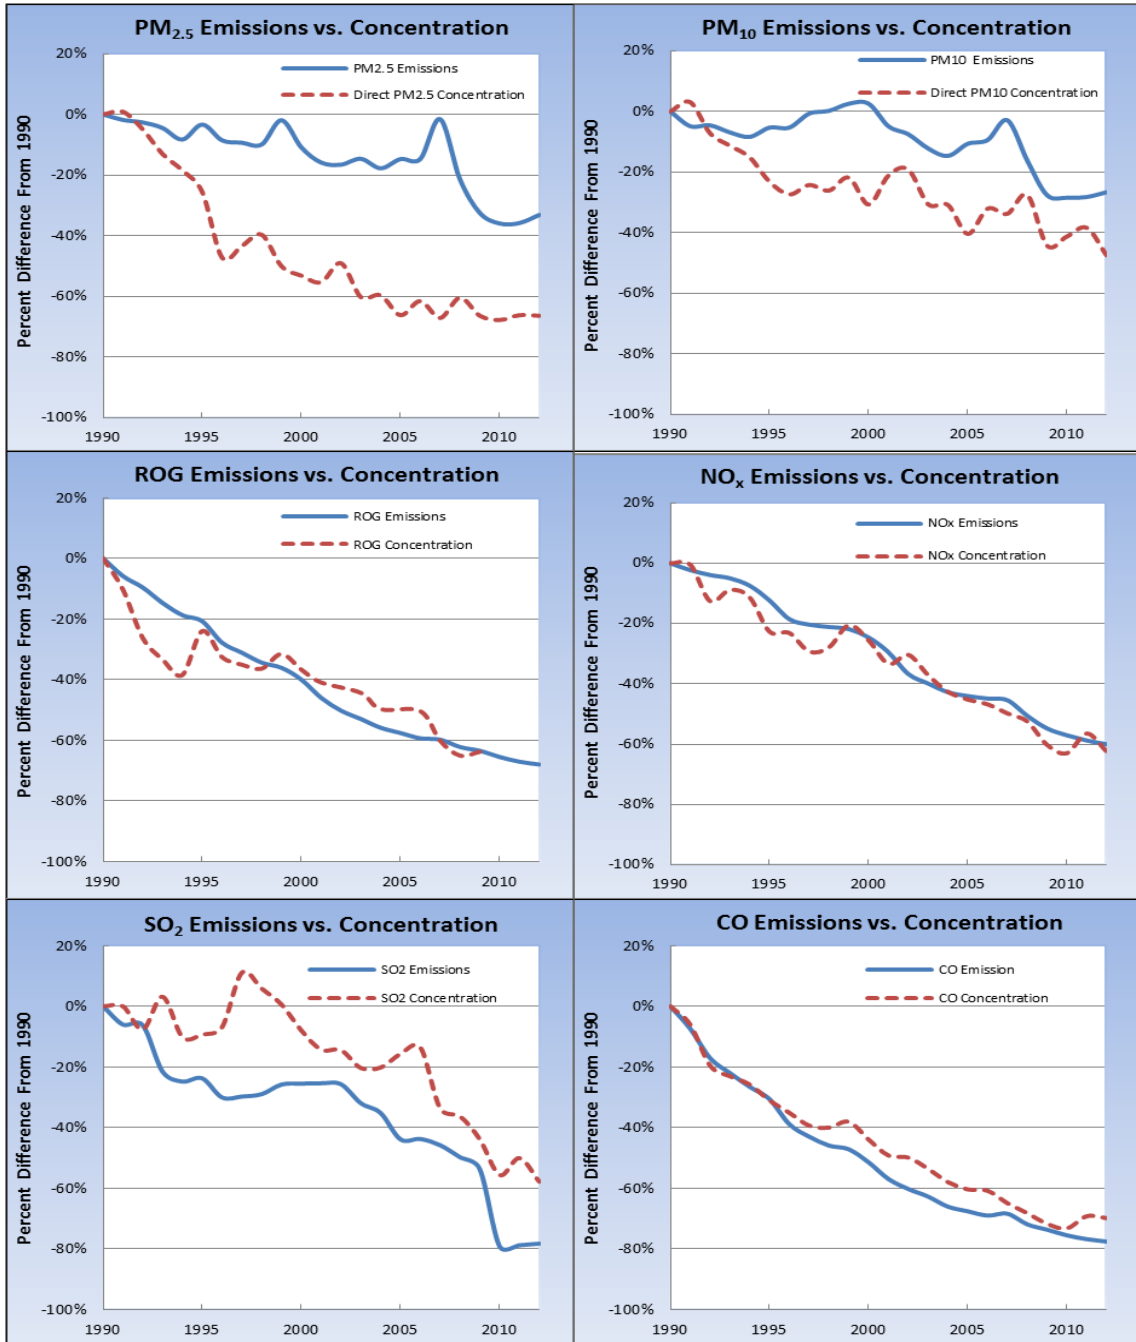 PM2.5 Emissions vs. Concentration
PM2.5 Emissions
Direct PM2.5 Concentration
Percent Difference From 1990
20%
0%
-20%
-40%
-60%
-80%
-100%
1990 1995 2000 2005 2010
PM10 Emissions vs. Concentration
PM10 Emissions
Direct PM10 Concentration
Percent Difference From 1990
20%
0%
-20%
-40%
-60%
-80%
-100%
1990 1995 2000 2005 2010
ROG Emissions vs. Concentration
ROG Emissions
ROG Concentration
Percent Difference From 1990
20%
0%
-20%
-40%
-60%
-80%
-100%
1990 1995 2000 2005 2010
NOx Emissions vs. Concentration
NOx Emissions
NOx Concentration
Percent Difference From 1990
20%
0%
-20%
-40%
-60%
-80%
-100%
1990 1995 2000 2005 2010
SO2 Emissions vs. Concentration
SO2 Emissions
SO2 Concentration
Percent Difference From 1990
20%
0%
-20%
-40%
-60%
-80%
-100%
1990 1995 2000 2005 2010
CO Emissions vs. Concentration
CO Emission
CO Concentration
Percent Difference From 1990
20%
0%
-20%
-40%
-60%
-80%
-100%
1990 1995 2000 2005 2010